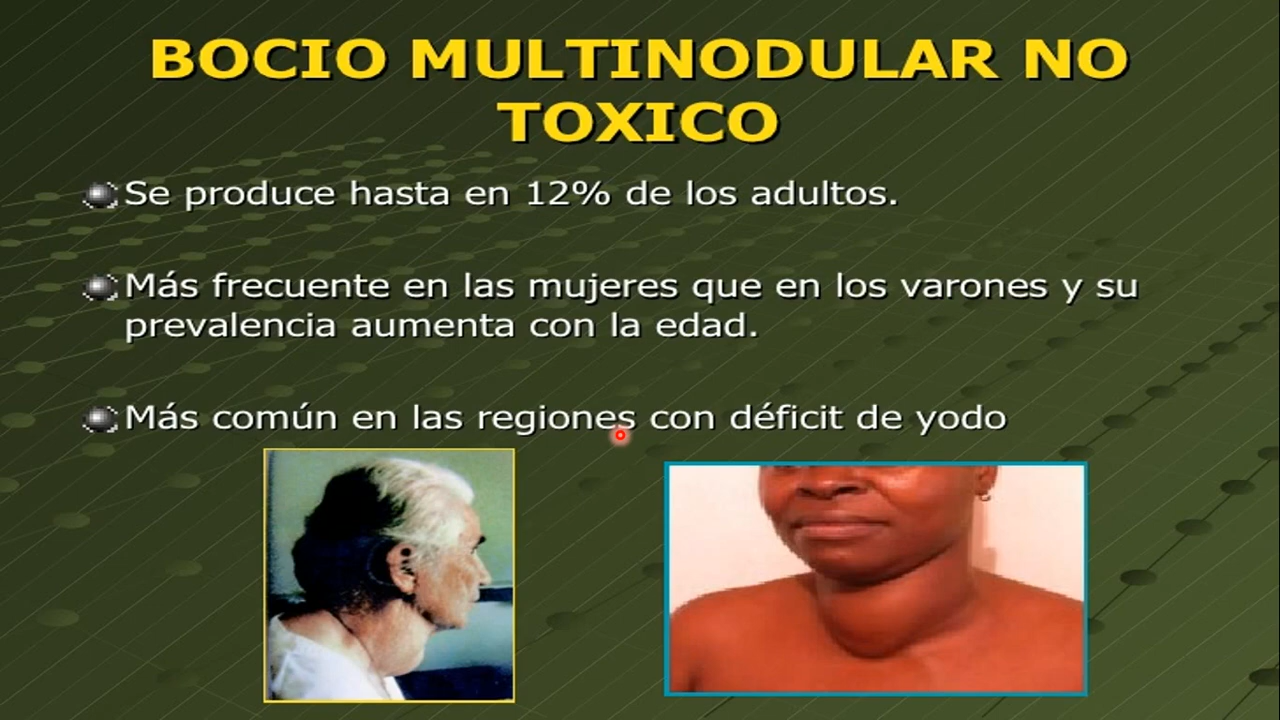 BOCIO MULTINODULAR NO
TOXICO
Se produce hasta en 12% de los adultos.
Más frecuente en las mujeres que en los varones y su
prevalencia aumenta con la edad.
Más común en las regiones con déficit de yodo